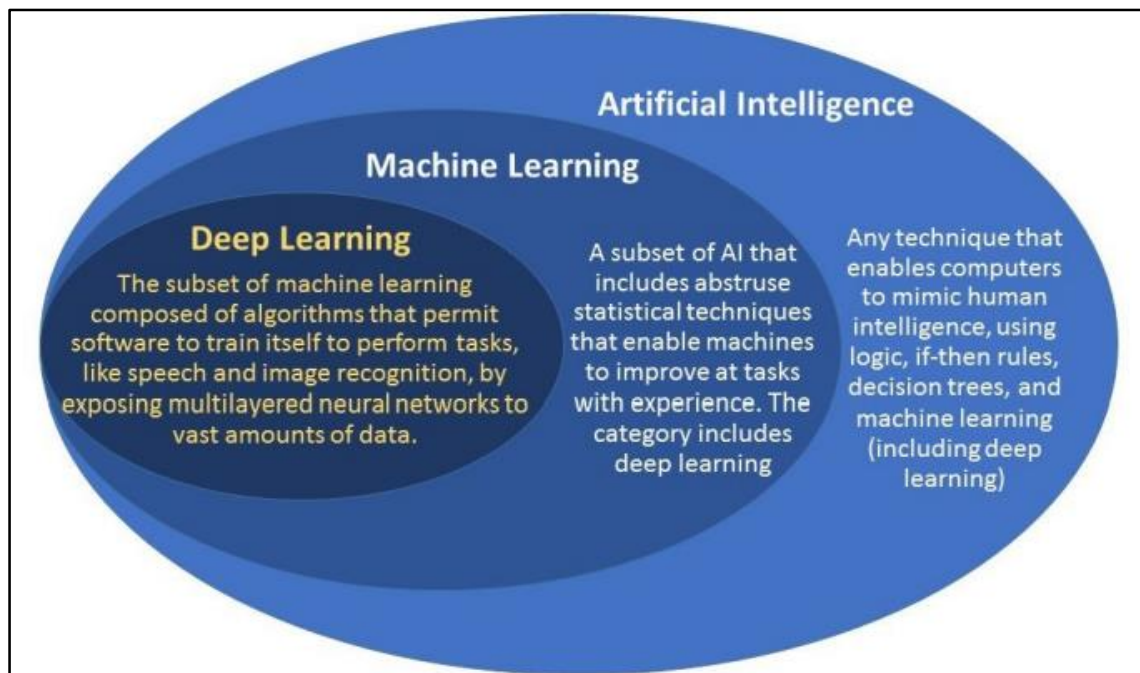 Artificial Intelligence
Machine Learning
Deep Learning
The subset of machine learning
composed of algorithms that permit
software to train itself to perform tasks,
like speech and image recognition, by
exposing multilayered neural networks to
vast amounts of data.
A subset of AI that
includes abstruse
statistical techniques
that enable machines
to improve at tasks
with experience. The
category includes
deep learning
Any technique that
enables computers
to mimic human
intelligence, using
logic, if-then rules,
decision trees, and
machine learning
(including deep
learning)